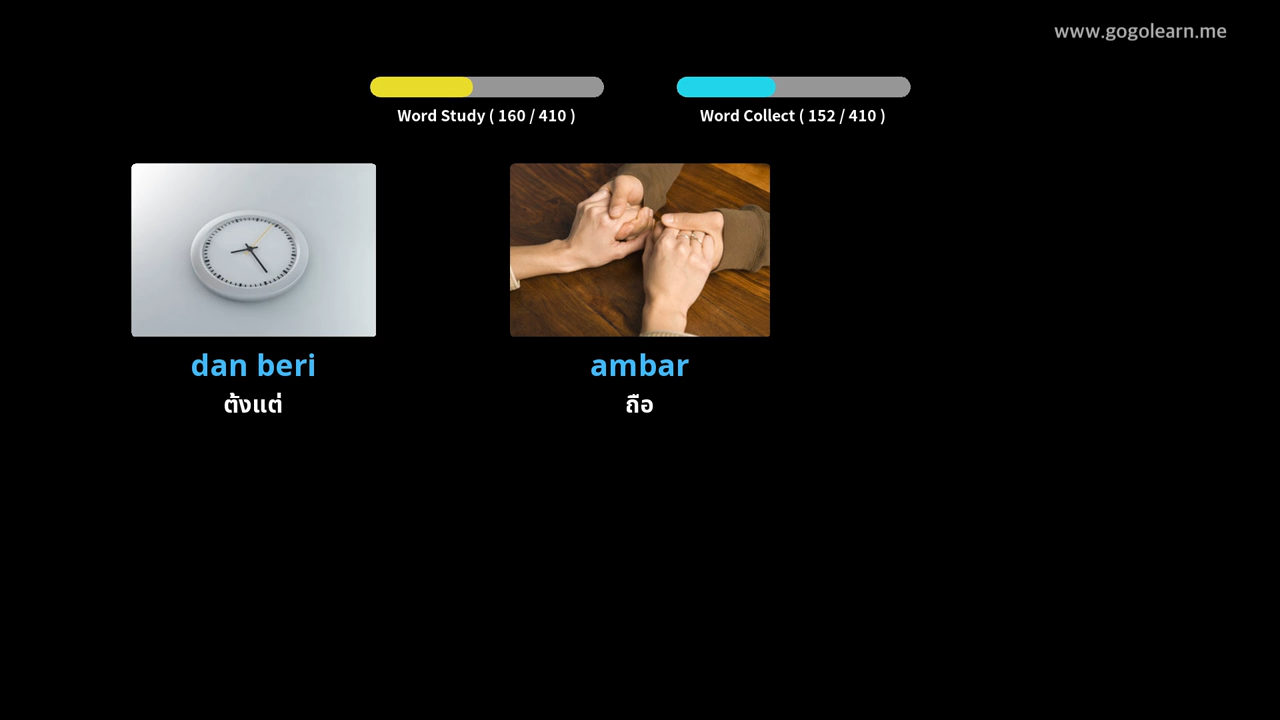 www.gogolearn.me
Word Study ( 160 / 410 )
Word Collect ( 152 / 410 )
dan beri
ตั้งแต่
ambar
ถือ